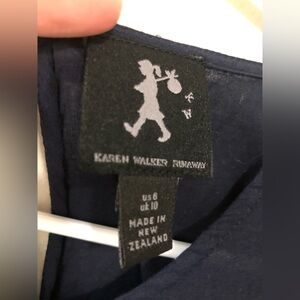 K W
KAREN WALKER RUNAWAY
us 6
uk 10
MADE IN
NEW
ZEALAND